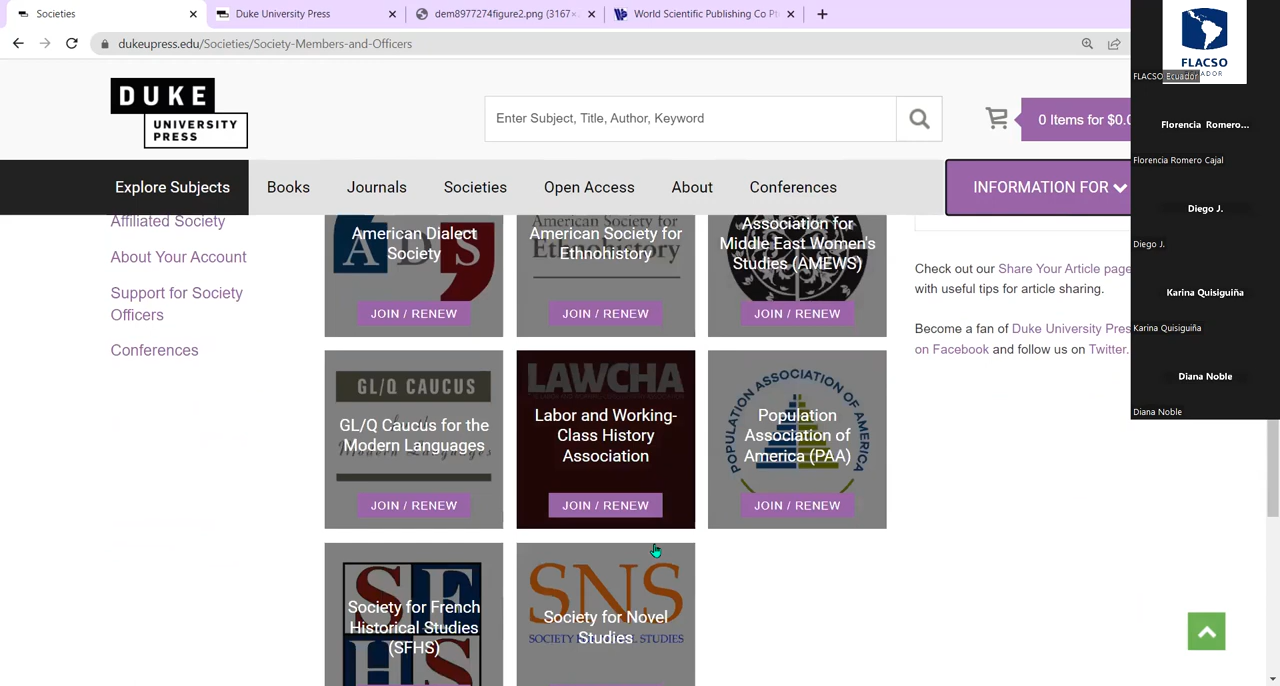 Societies
Duke University Press
dem8977274figure2.png (3167×
World Scientific Publishing Co Pt
dukeupress.edu/Societies/Society-Members-and-Officers
DUKE
UNIVERSITY
PRESS
Enter Subject, Title, Author, Keyword
0 Items for $0.0
Explore Subjects
Books
Journals
Societies
Open Access
About
Conferences
INFORMATION FOR
Affiliated Society
About Your Account
Support for Society
Officers
Conferences
American Dialect
Society
JOIN / RENEW
American Society for
Ethnohistory
JOIN / RENEW
Association for
Middle East Women's
Studies (AMEWS)
JOIN / RENEW
GL/Q CAUCUS
GL/Q Caucus for the
Modern Languages
JOIN / RENEW
LAWCHA
Labor and Working-
Class History
Association
JOIN / RENEW
POPULATION ASSOCIATION OF AMERICA
Population
Association of
America (PAA)
JOIN / RENEW
SFHS
Society for French
Historical Studies
(SFHS)
SNS
Society for Novel
Studies
Check out our Share Your Article page
with useful tips for article sharing.
Become a fan of Duke University Pres
on Facebook and follow us on Twitter.
FLACSO
ECUADOR
FLACSO Ecuador
Florencia Romero...
Florencia Romero Cajal
Diego J.
Diego J.
Karina Quisiguiña
Karina Quisiguiña
Diana Noble
Diana Noble